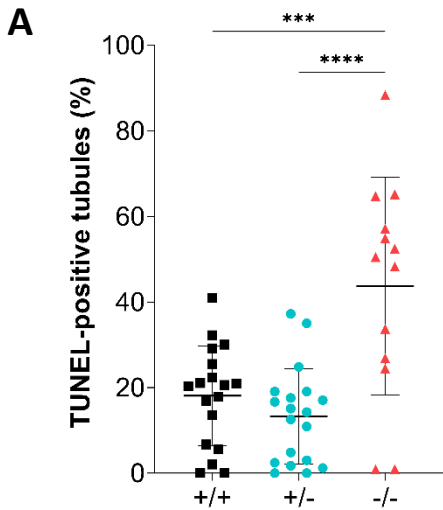 A
***
****
TUNEL-positive tubules (%)
100
80
60
40
20
0
+/+ +/- -/-